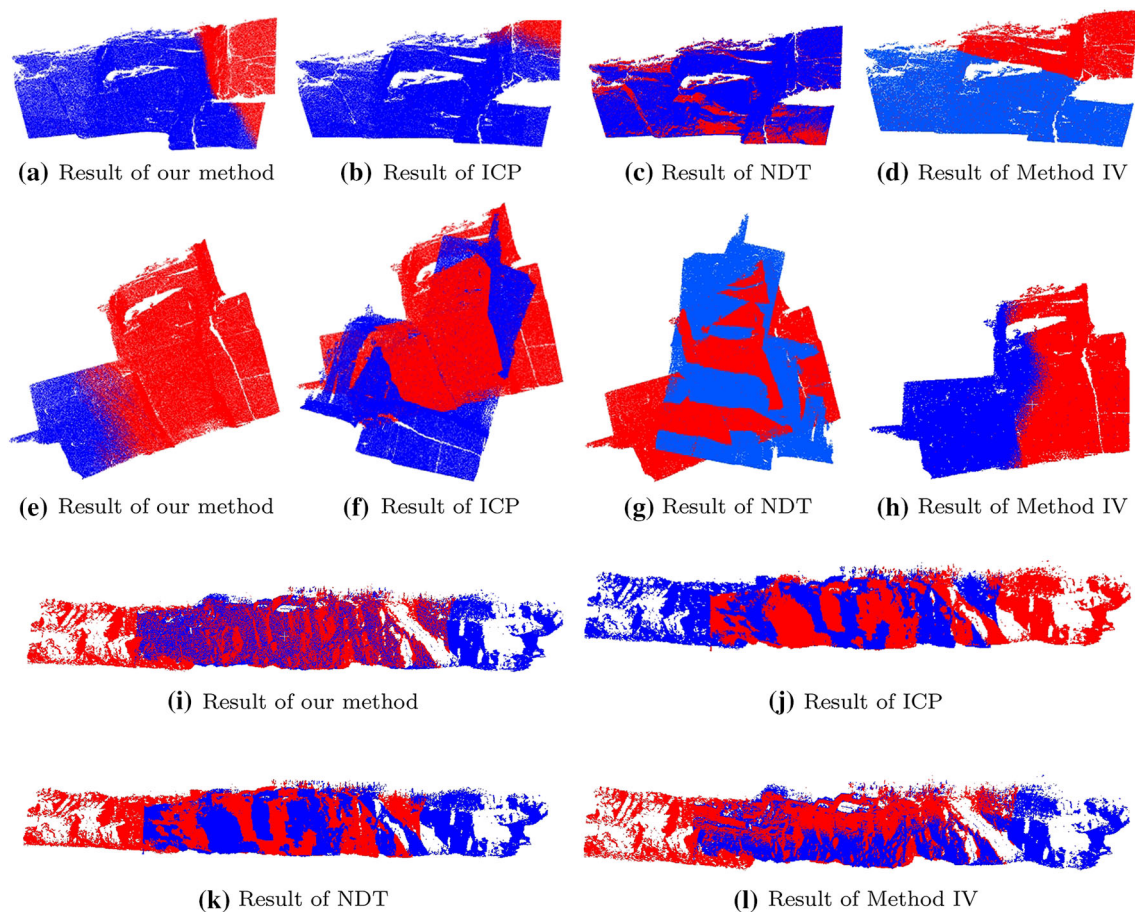 (a) Result of our method
(b) Result of ICP
(c) Result of NDT
(d) Result of Method IV
(e) Result of our method
(f) Result of ICP
(g) Result of NDT
(h) Result of Method IV
(i) Result of our method
(j) Result of ICP
(k) Result of NDT
(l) Result of Method IV